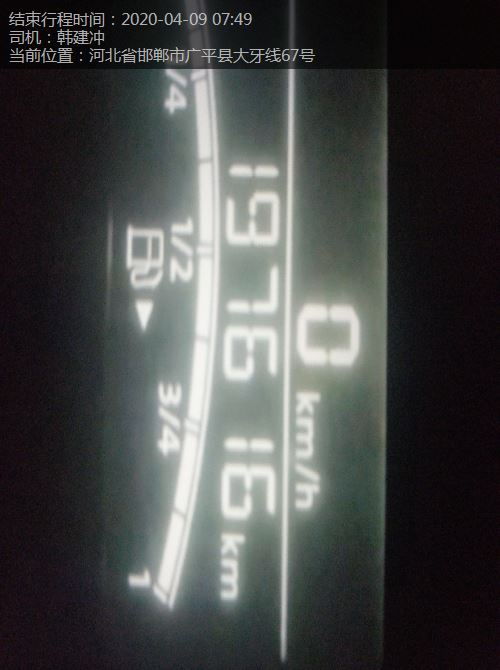 结束行程时间：2020-04-09 07:49
司机：韩建冲
当前位置：河北省邯郸市广平县大牙线67号
0 km/h
197616 km
/4
1/2
3/4
1